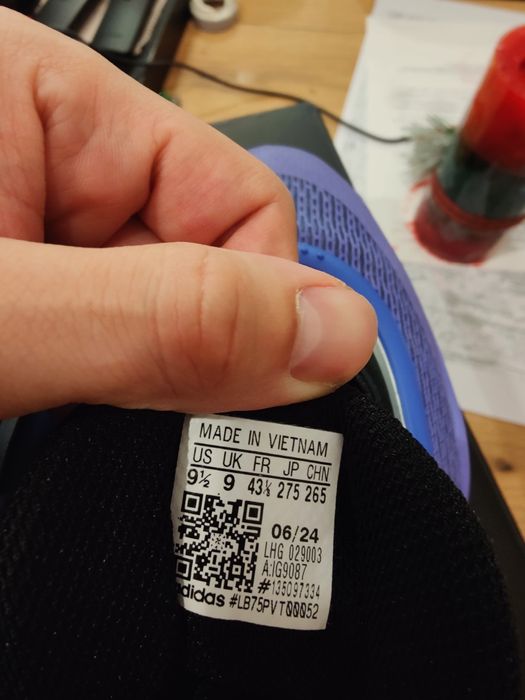 MADE IN VIETNAM
US UK FR JP CHN
9½ 9 43⅓ 275 265
06/24
LHG 029003
A:IG9087
#135097334
adidas #LB75PVT00052